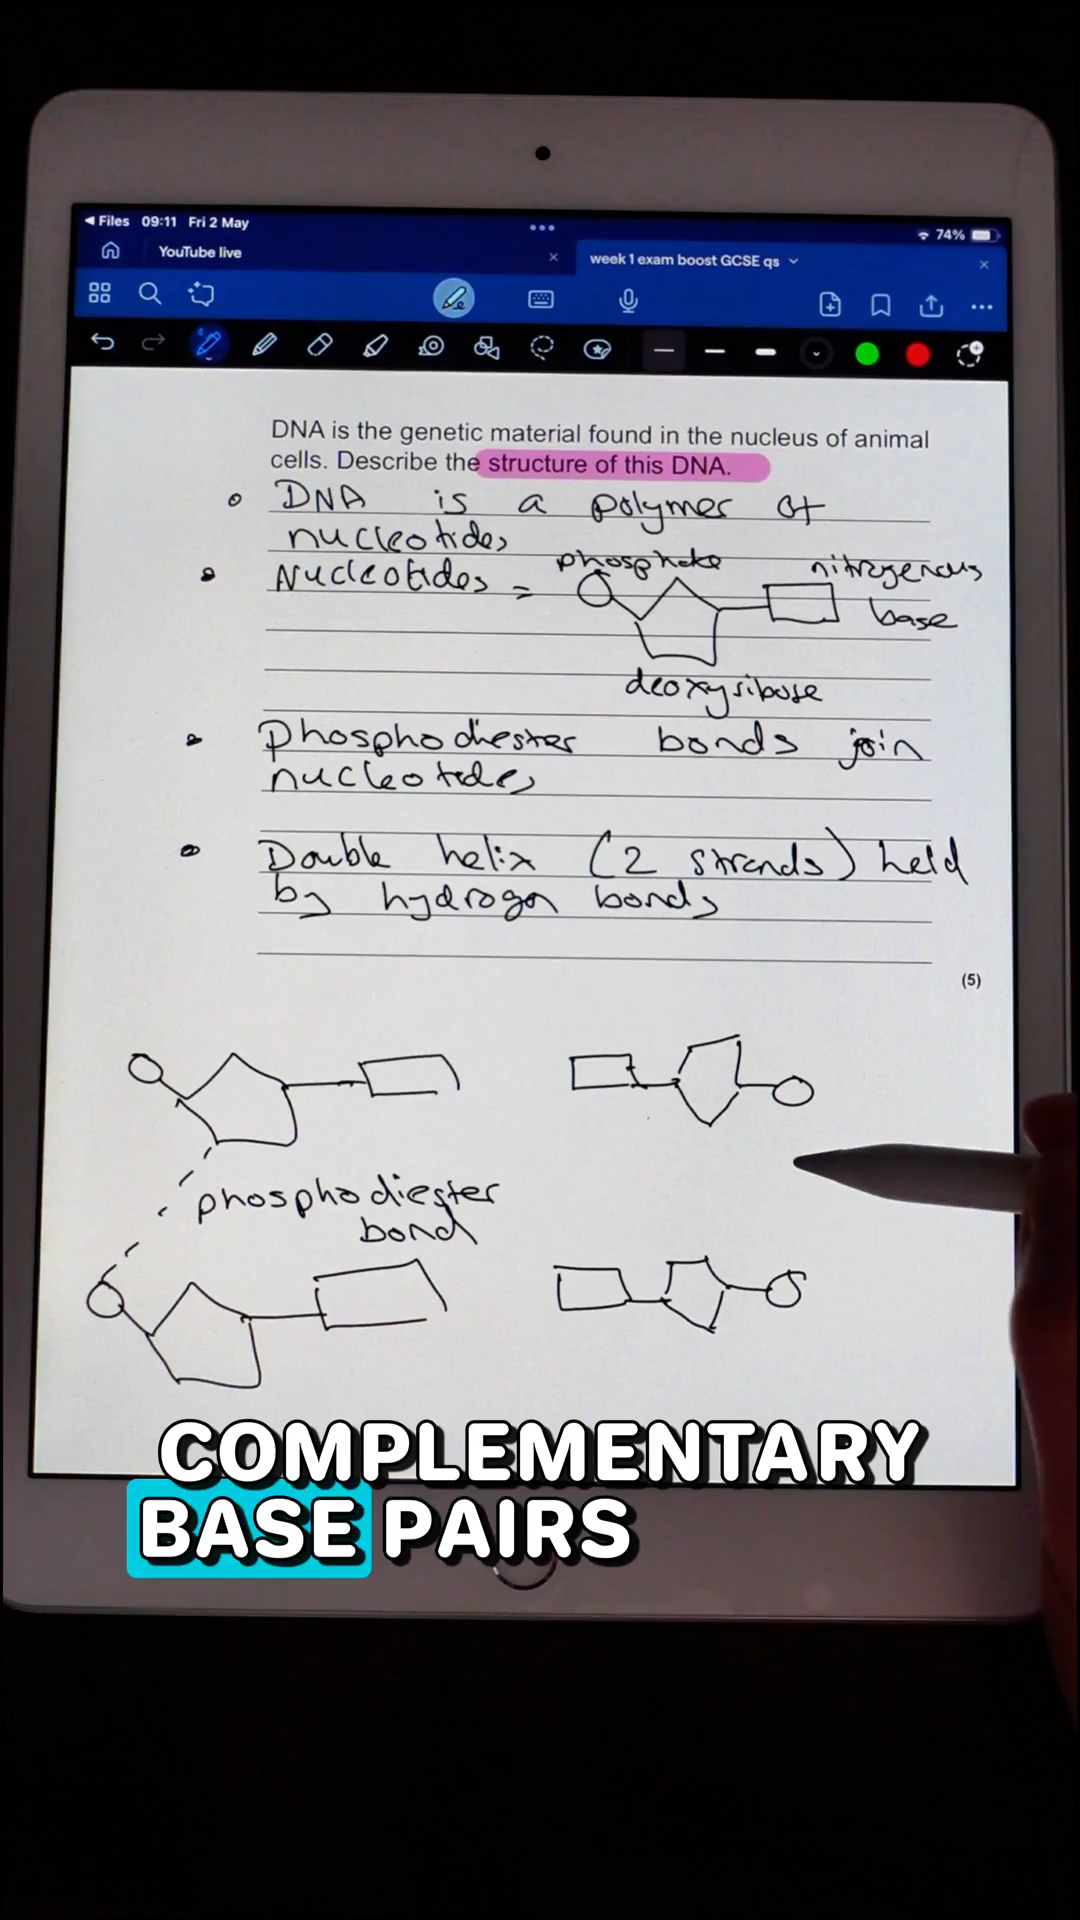 Files 09:11 Fri 2 May
74%
YouTube live
week 1 exam boost GCSE qs
DNA is the genetic material found in the nucleus of animal
cells. Describe the structure of this DNA.
DNA is a polymer of
nucleotides
phosphate
nitrogenous
Nucleotides =
base
deoxyribose
Phosphodiester bonds join
nucleotides
Double helix (2 strands) held
by hydrogen bonds
(5)
phosphodiester
bond
COMPLEMENTARY
BASE PAIRS